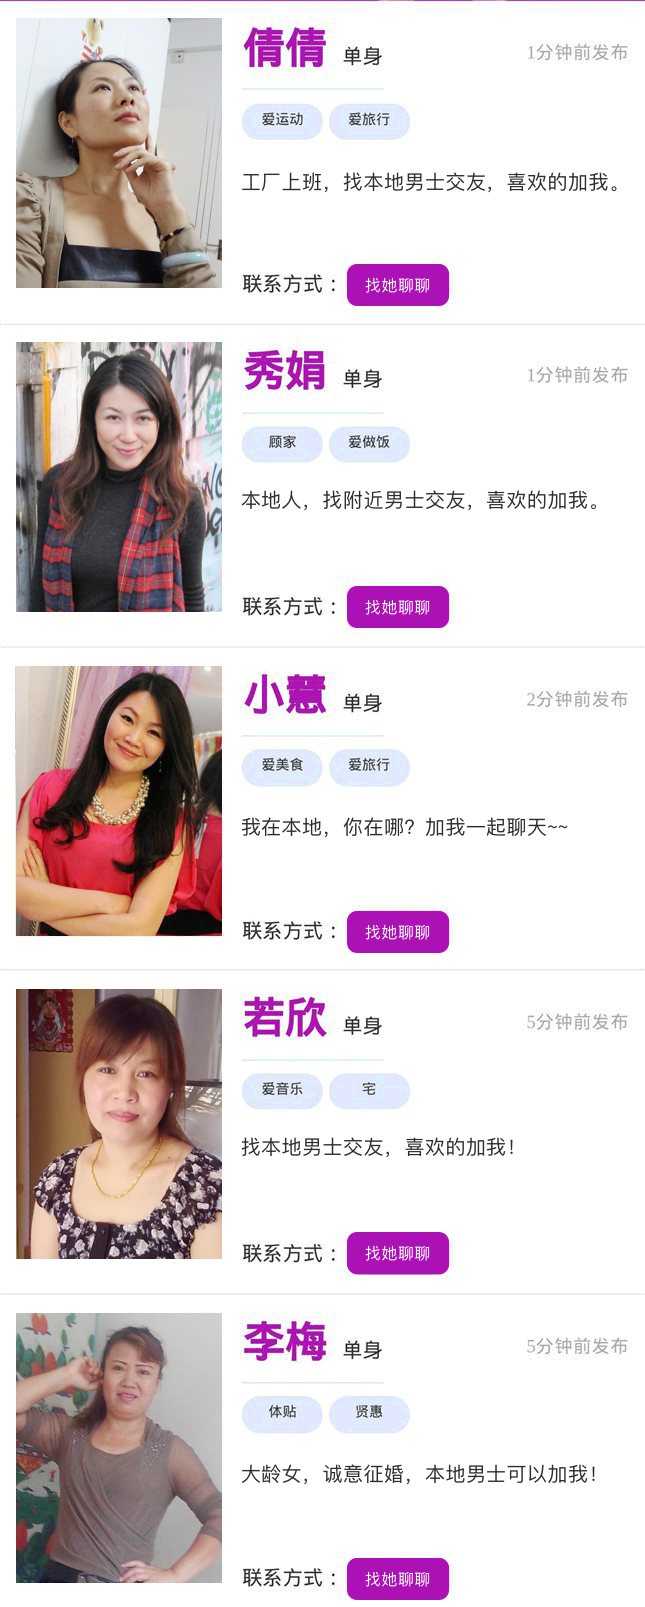 倩倩 单身 1分钟前发布
爱运动 爱旅行
工厂上班，找本地男士交友，喜欢的加我。
联系方式： 找她聊聊
秀娟 单身 1分钟前发布
顾家 爱做饭
本地人，找附近男士交友，喜欢的加我。
联系方式： 找她聊聊
小慧 单身 2分钟前发布
爱美食 爱旅行
我在本地，你在哪？加我一起聊天~~
联系方式： 找她聊聊
若欣 单身 5分钟前发布
爱音乐 宅
找本地男士交友，喜欢的加我！
联系方式： 找她聊聊
李梅 单身 5分钟前发布
体贴 贤惠
大龄女，诚意征婚，本地男士可以加我！
联系方式： 找她聊聊